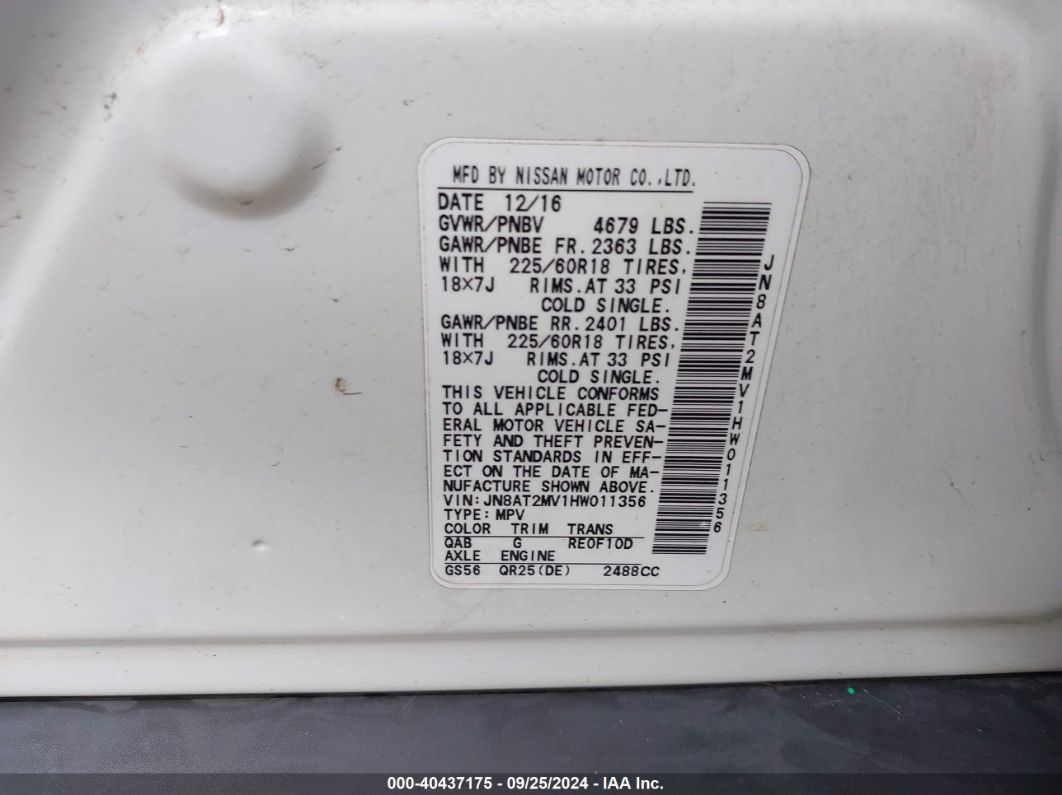 MFD BY NISSAN MOTOR CO.,LTD.
DATE 12/16
GVWR/PNBV 4679 LBS.
GAWR/PNBE FR. 2363 LBS.
WITH 225/60R18 TIRES,
18×7J RIMS.AT 33 PSI
COLD SINGLE.
GAWR/PNBE RR. 2401 LBS.
WITH 225/60R18 TIRES,
18×7J RIMS.AT 33 PSI
COLD SINGLE.
THIS VEHICLE CONFORMS
TO ALL APPLICABLE FED-
ERAL MOTOR VEHICLE SA-
FETY AND THEFT PREVEN-
TION STANDARDS IN EFF-
ECT ON THE DATE OF MA-
NUFACTURE SHOWN ABOVE.
VIN:JN8AT2MV1HW011356
TYPE:MPV
COLOR TRIM TRANS
QAB G RE0F10D
AXLE ENGINE
GS56 QR25(DE) 2488CC
JN8AT2MV1HW011356
000-40437175 - 09/25/2024 - IAA Inc.